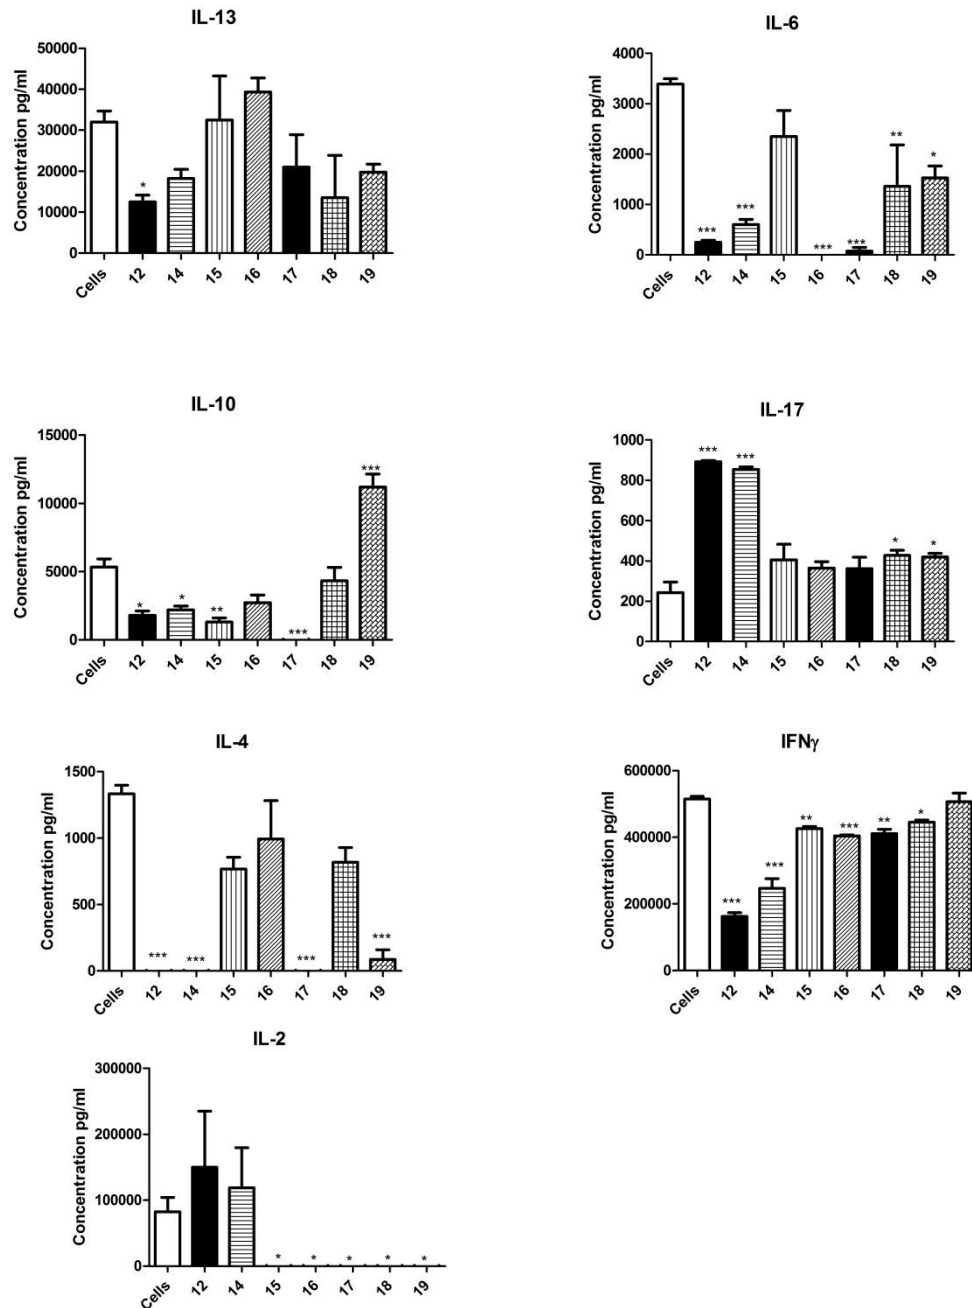 IL-13
Concentration pg/ml
50000
40000
30000
20000
10000
0
*
Cells 12 14 15 16 17 18 19
IL-6
Concentration pg/ml
4000
3000
2000
1000
0
*** *** *** *** ** *
Cells 12 14 15 16 17 18 19
IL-10
Concentration pg/ml
15000
10000
5000
0
* * ** *** ***
Cells 12 14 15 16 17 18 19
IL-17
Concentration pg/ml
1000
800
600
400
200
0
*** *** * *
Cells 12 14 15 16 17 18 19
IL-4
Concentration pg/ml
1500
1000
500
0
*** *** *** ***
Cells 12 14 15 16 17 18 19
IFNγ
Concentration pg/ml
600000
400000
200000
0
*** *** ** *** ** *
Cells 12 14 15 16 17 18 19
IL-2
Concentration pg/ml
300000
200000
100000
0
* * * * *
Cells 12 14 15 16 17 18 19